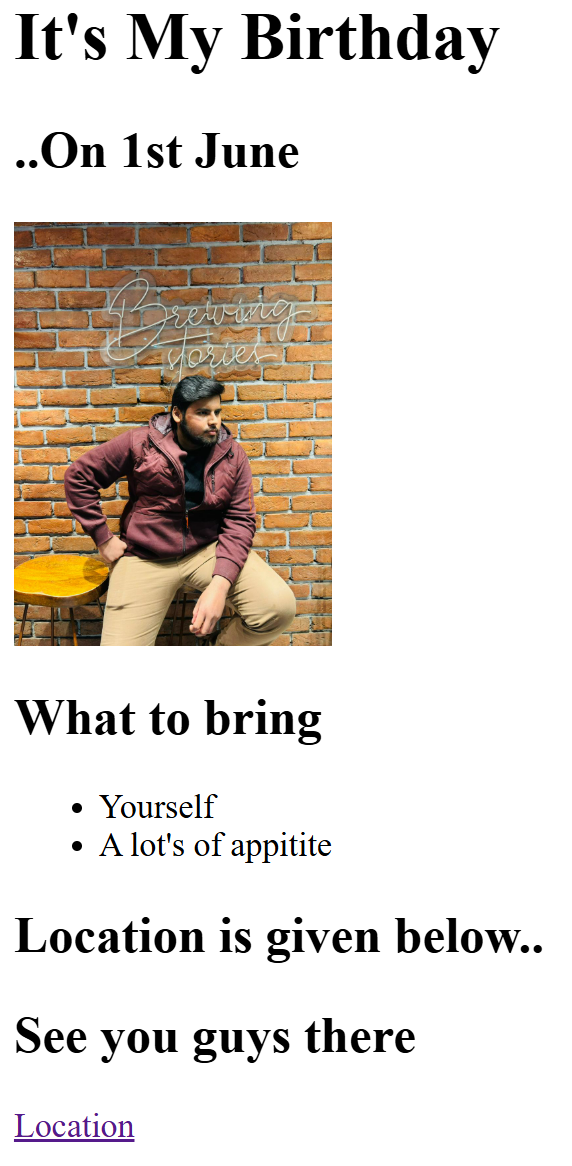 It's My Birthday
..On 1st June
Brewing
stories
What to bring
Yourself
A lot's of appitite
Location is given below..
See you guys there
Location